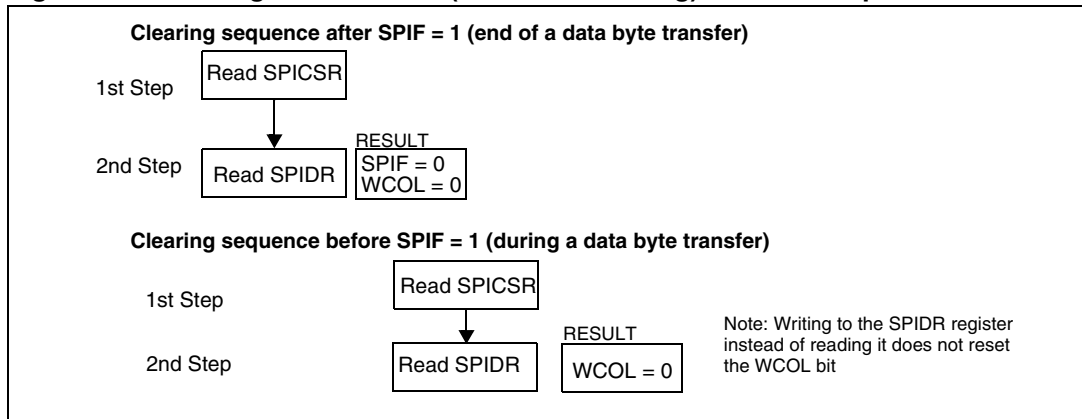 Clearing sequence after SPIF = 1 (end of a data byte transfer)
1st Step
Read SPICSR
2nd Step
Read SPIDR
RESULT
SPIF = 0
WCOL = 0
Clearing sequence before SPIF = 1 (during a data byte transfer)
1st Step
Read SPICSR
2nd Step
Read SPIDR
RESULT
WCOL = 0
Note: Writing to the SPIDR register
instead of reading it does not reset
the WCOL bit